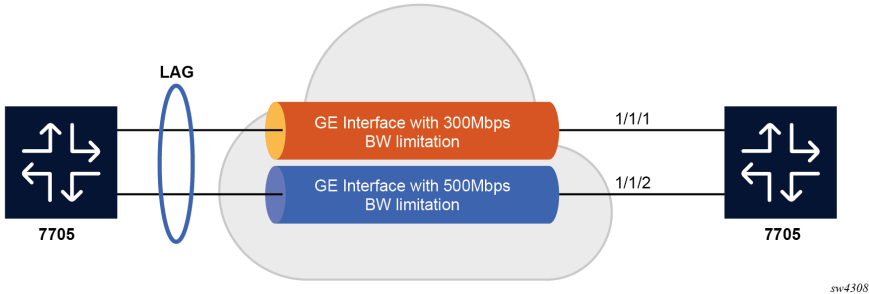 LAG
GE Interface with 300Mbps
BW limitation
1/1/1
GE Interface with 500Mbps
BW limitation
1/1/2
7705
7705
sw4308